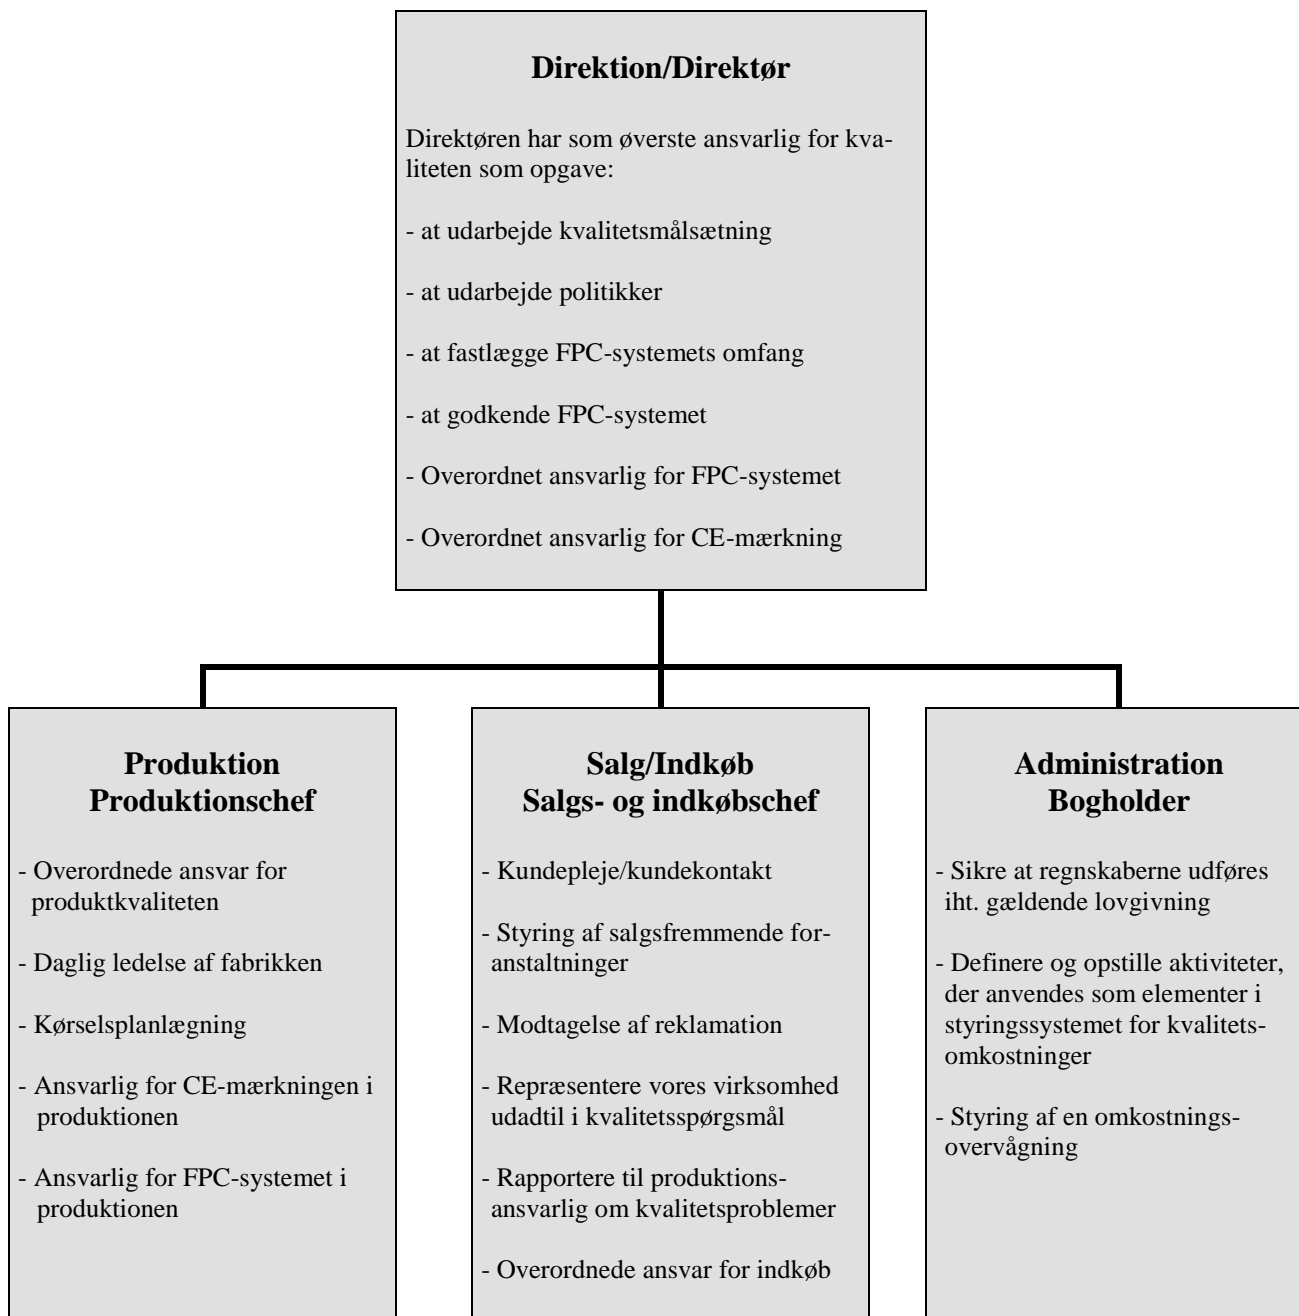 Direktion/Direktør
Direktøren har som øverste ansvarlig for kva-
liteten som opgave:
- at udarbejde kvalitetsmålsætning
- at udarbejde politikker
- at fastlægge FPC-systemets omfang
- at godkende FPC-systemet
- Overordnet ansvarlig for FPC-systemet
- Overordnet ansvarlig for CE-mærkning
Produktion
Produktionschef
- Overordnede ansvar for
produktkvaliteten
- Daglig ledelse af fabrikken
- Kørselsplanlægning
- Ansvarlig for CE-mærkningen i
produktionen
- Ansvarlig for FPC-systemet i
produktionen
Salg/Indkøb
Salgs- og indkøbschef
- Kundepleje/kundekontakt
- Styring af salgsfremmende for-
anstaltninger
- Modtagelse af reklamation
- Repræsentere vores virksomhed
udadtil i kvalitetsspørgsmål
- Rapportere til produktions-
ansvarlig om kvalitetsproblemer
- Overordnede ansvar for indkøb
Administration
Bogholder
- Sikre at regnskaberne udføres
iht. gældende lovgivning
- Definere og opstille aktiviteter,
der anvendes som elementer i
styringssystemet for kvalitets-
omkostninger
- Styring af en omkostnings-
overvågning